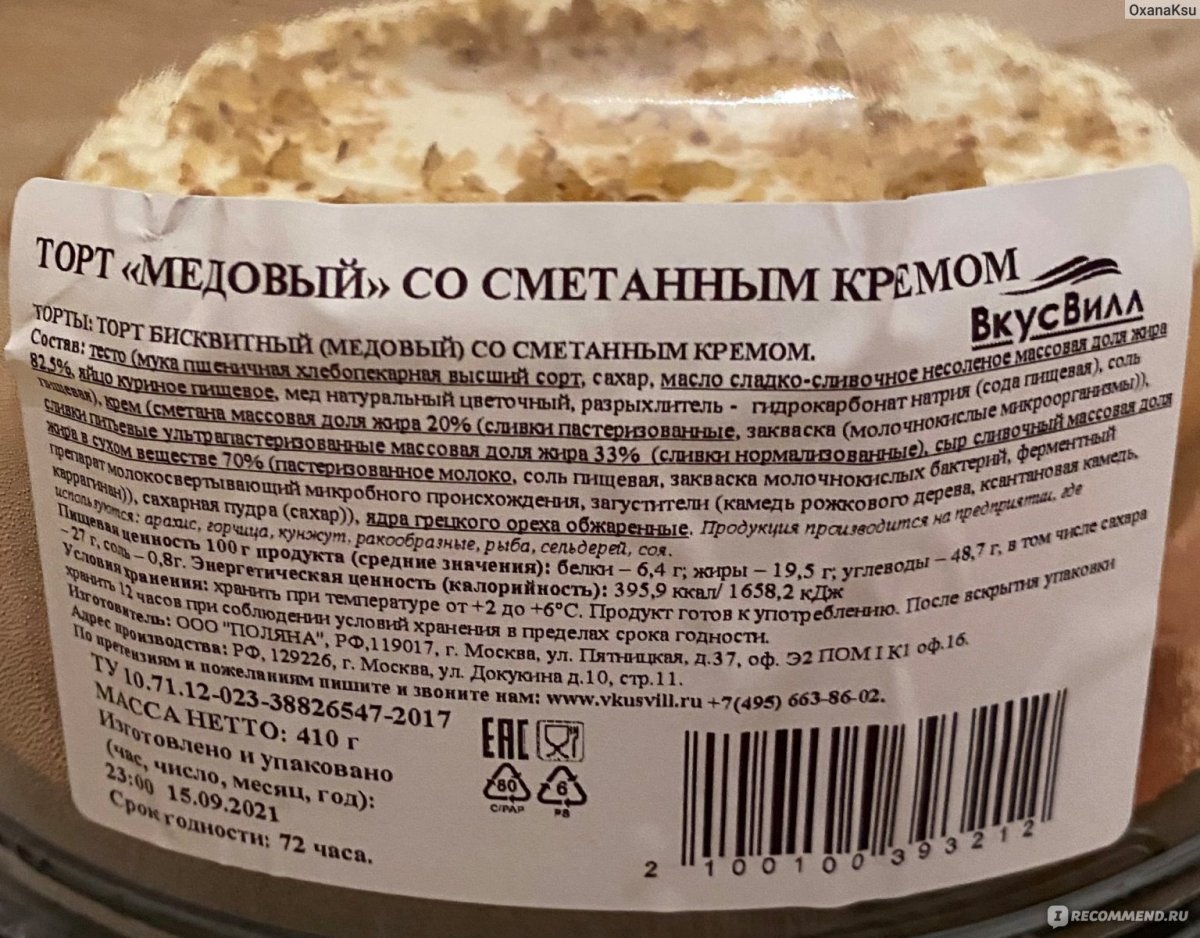 OxanaKsu
ТОРТ «МЕДОВЫЙ» СО СМЕТАННЫМ КРЕМОМ
ВкусВилл
ТОРТЫ: ТОРТ БИСКВИТНЫЙ (МЕДОВЫЙ) СО СМЕТАННЫМ КРЕМОМ.
Состав: тесто (мука пшеничная хлебопекарная высший сорт, сахар, масло сладко-сливочное несоленое массовая доля жира
82,5%, яйцо куриное пищевое, мед натуральный цветочный, разрыхлитель - гидрокарбонат натрия (сода пищевая), соль
пищевая), крем (сметана массовая доля жира 20% (сливки пастеризованные, закваска (молочнокислые микроорганизмы)),
сливки питьевые ультрапастеризованные массовая доля жира 33% (сливки нормализованные), сыр сливочный массовая доля
жира в сухом веществе 70% (пастеризованное молоко, соль пищевая, закваска молочнокислых бактерий, ферментный
препарат молокосвертывающий микробного происхождения, загустители (камедь рожкового дерева, ксантановая камедь,
каррагинан)), сахарная пудра (сахар)), ядра грецкого ореха обжаренные. Продукция производится на предприятии, где
используются: арахис, горчица, кунжут, ракообразные, рыба, сельдерей, соя.
Пищевая ценность 100 г продукта (средние значения): белки – 6,4 г; жиры – 19,5 г; углеводы – 48,7 г, в том числе сахара
– 27 г, соль – 0,8г. Энергетическая ценность (калорийность): 395,9 ккал/ 1658,2 кДж
Условия хранения: хранить при температуре от +2 до +6°С. Продукт готов к употреблению. После вскрытия упаковки
хранить 12 часов при соблюдении условий хранения в пределах срока годности.
Изготовитель: ООО "ПОЛЯНА", РФ,119017, г. Москва, ул. Пятницкая, д.37, оф. Э2 ПОМ I К1 оф.16.
Адрес производства: РФ, 129226, г. Москва, ул. Докукина д.10, стр.11.
По претензиям и пожеланиям пишите и звоните нам: www.vkusvill.ru +7(495) 663-86-02.
ТУ 10.71.12-023-38826547-2017
МАССА НЕТТО: 410 г
Изготовлено и упаковано
(час, число, месяц, год):
23:00 15.09.2021
Срок годности: 72 часа.
EAC
80
C/PAP
6
PS
2 100100 393212
IRECOMMEND.RU